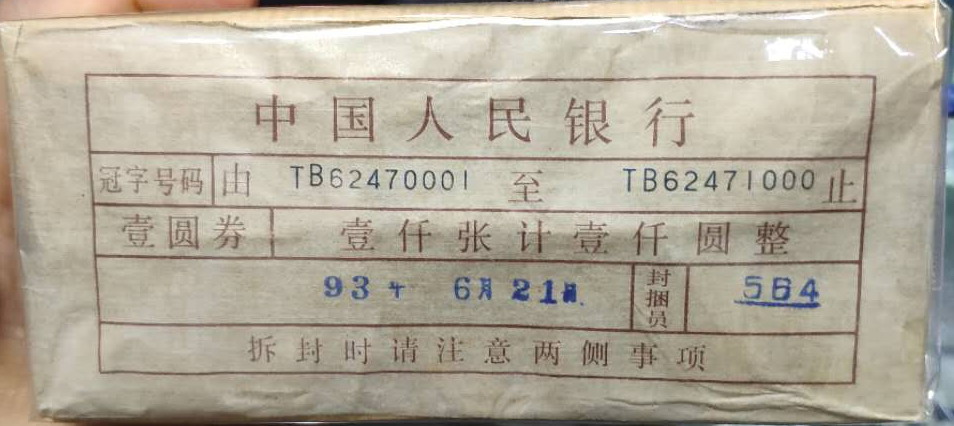 中国人民银行
冠字号码 由 TB62470001 至 TB62471000 止
壹圆券 壹仟张计壹仟圆整
93年 6月21日 封捆员 564
拆封时请注意两侧事项